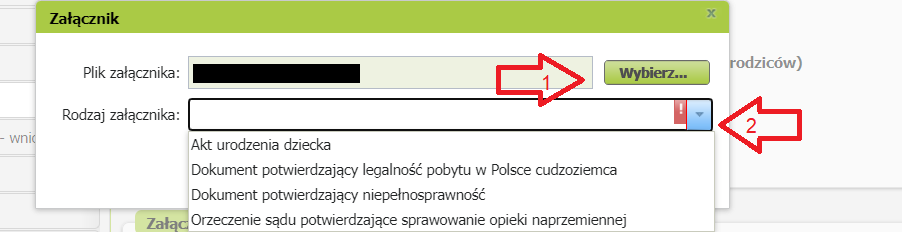 Załącznik
x
Plik załącznika:
1
Wybierz...
rodziców)
Rodzaj załącznika:
!
2
- wnio
Akt urodzenia dziecka
Dokument potwierdzający legalność pobytu w Polsce cudzoziemca
Dokument potwierdzający niepełnosprawność
Orzeczenie sądu potwierdzające sprawowanie opieki naprzemiennej
Załąc